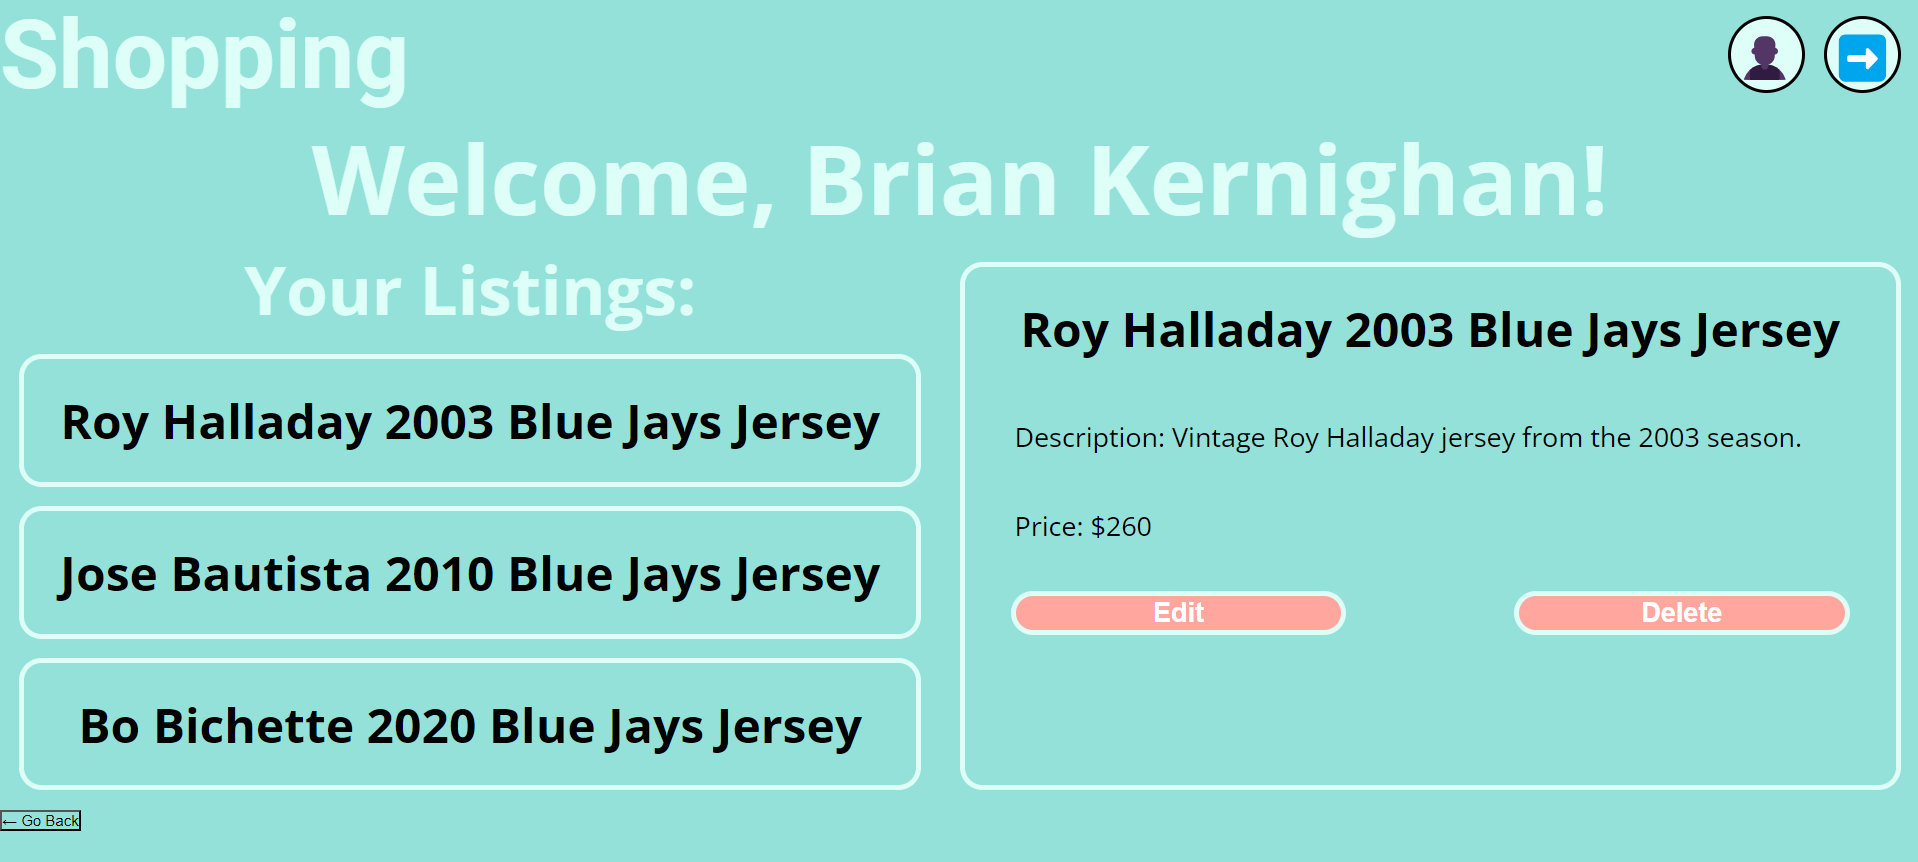 Shopping
Welcome, Brian Kernighan!
Your Listings:
Roy Halladay 2003 Blue Jays Jersey
Jose Bautista 2010 Blue Jays Jersey
Bo Bichette 2020 Blue Jays Jersey
Roy Halladay 2003 Blue Jays Jersey
Description: Vintage Roy Halladay jersey from the 2003 season.
Price: $260
Edit
Delete
← Go Back